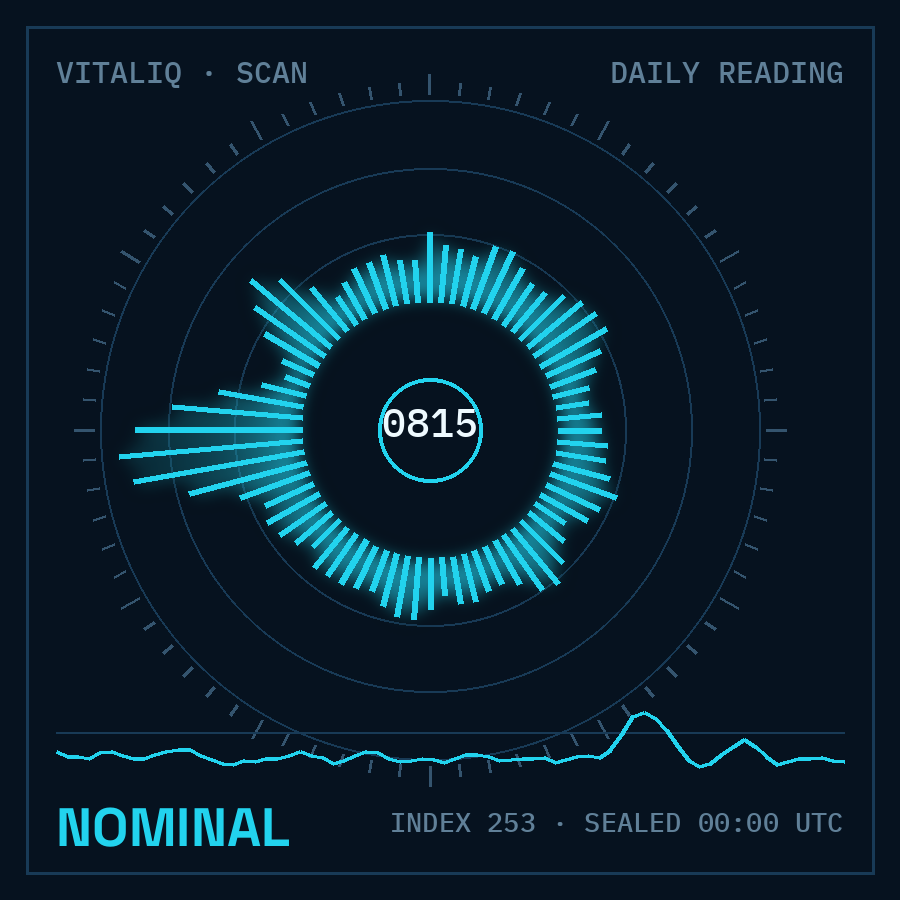 VITALIQ · SCAN
DAILY READING
0815
NOMINAL
INDEX 253 · SEALED 00:00 UTC